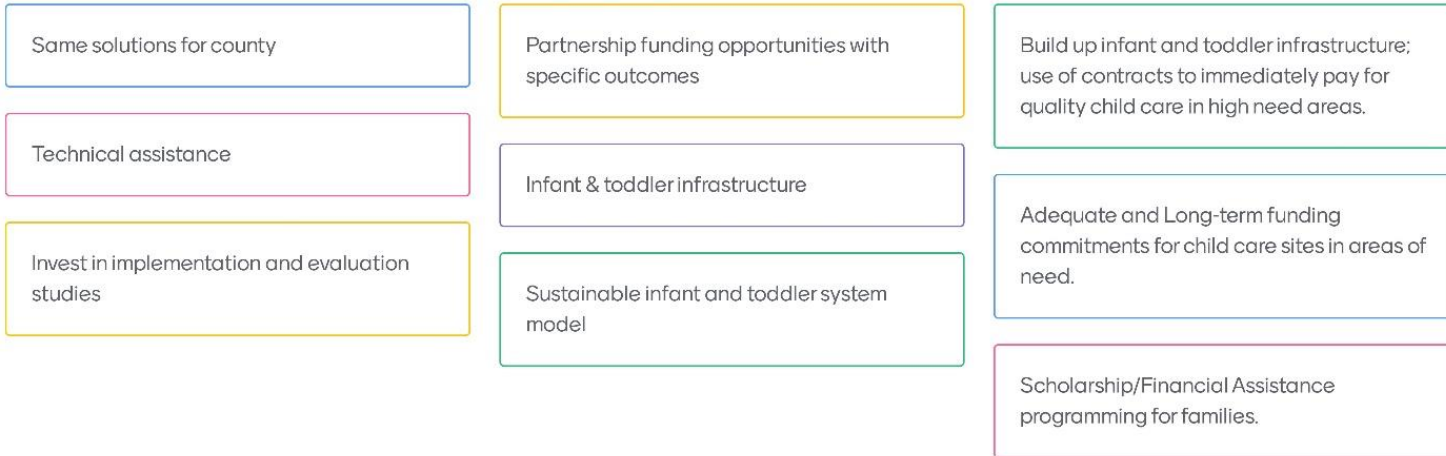 Same solutions for county
Technical assistance
Invest in implementation and evaluation
studies
Partnership funding opportunities with
specific outcomes
Infant & toddler infrastructure
Sustainable infant and toddler system
model
Build up infant and toddler infrastructure;
use of contracts to immediately pay for
quality child care in high need areas.
Adequate and Long-term funding
commitments for child care sites in areas of
need.
Scholarship/Financial Assistance
programming for families.